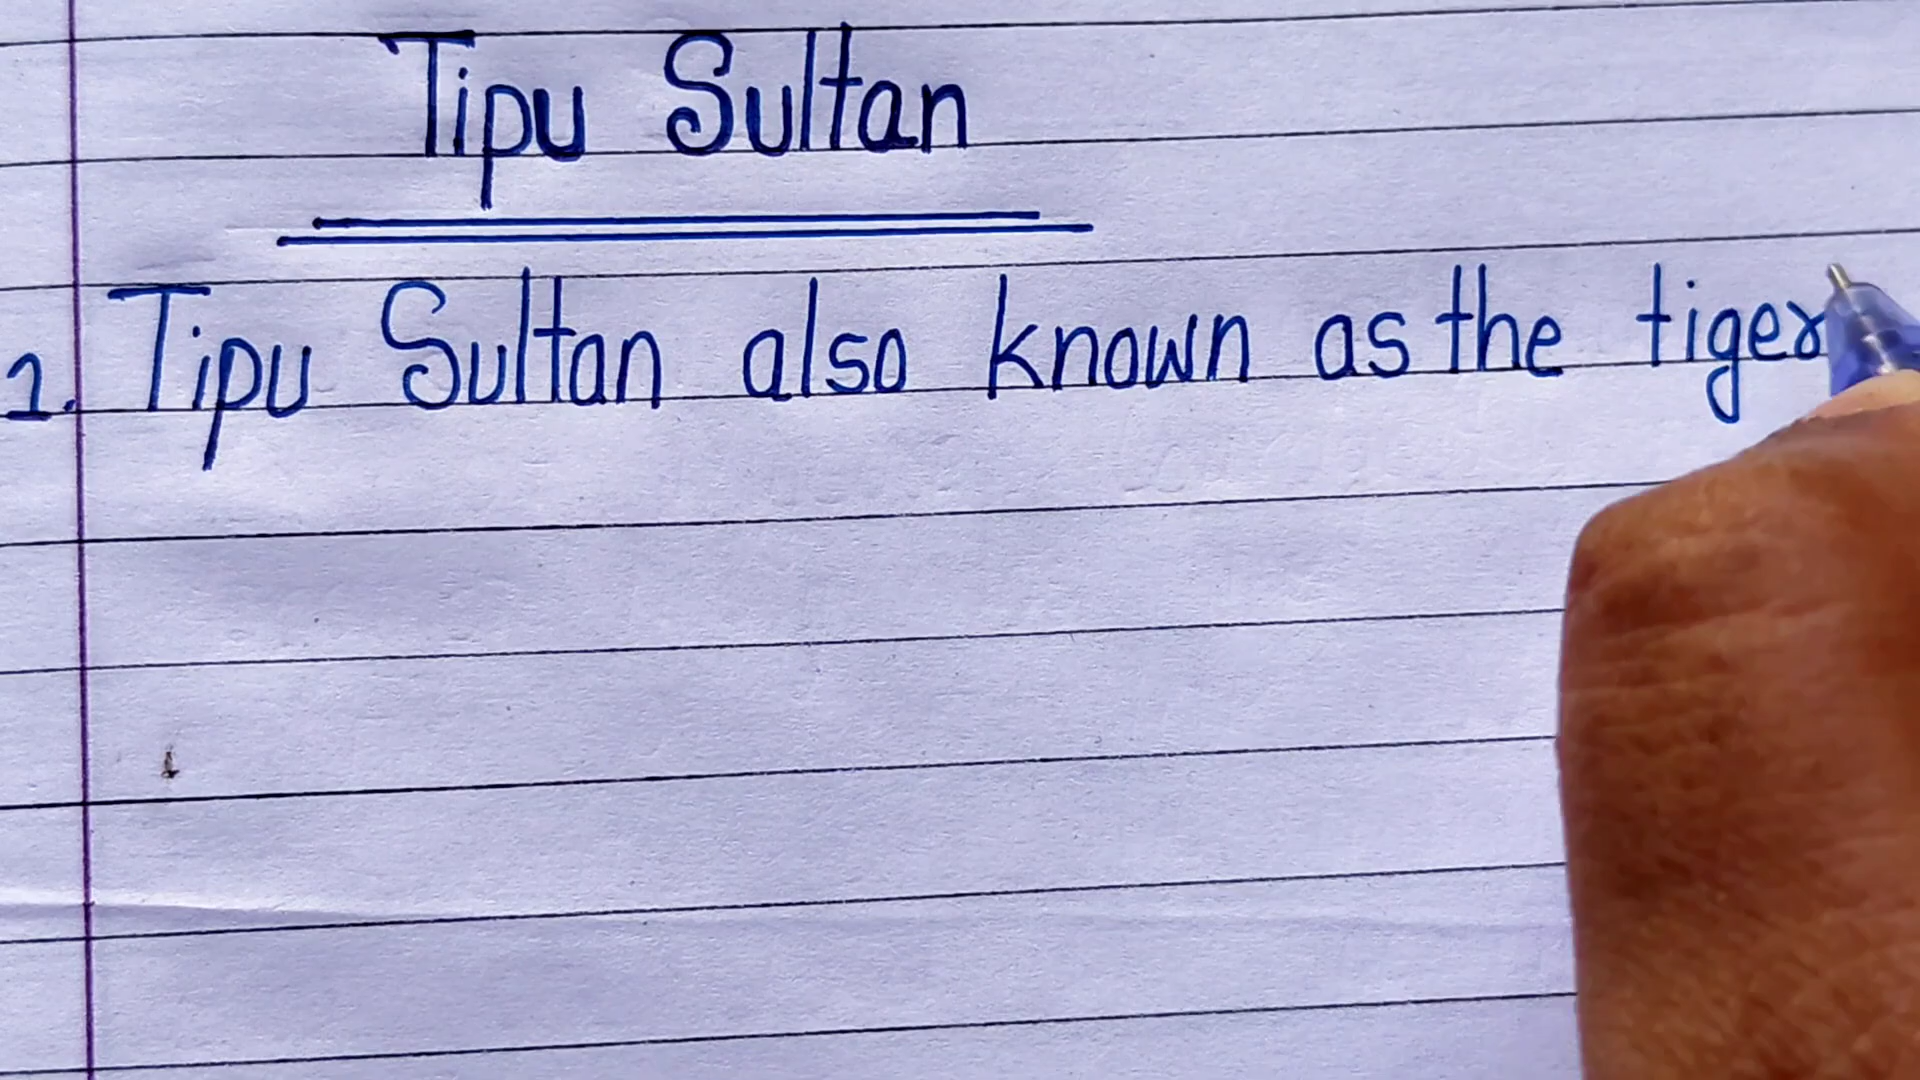 Tipu Sultan
1. Tipu Sultan also known as the tiger